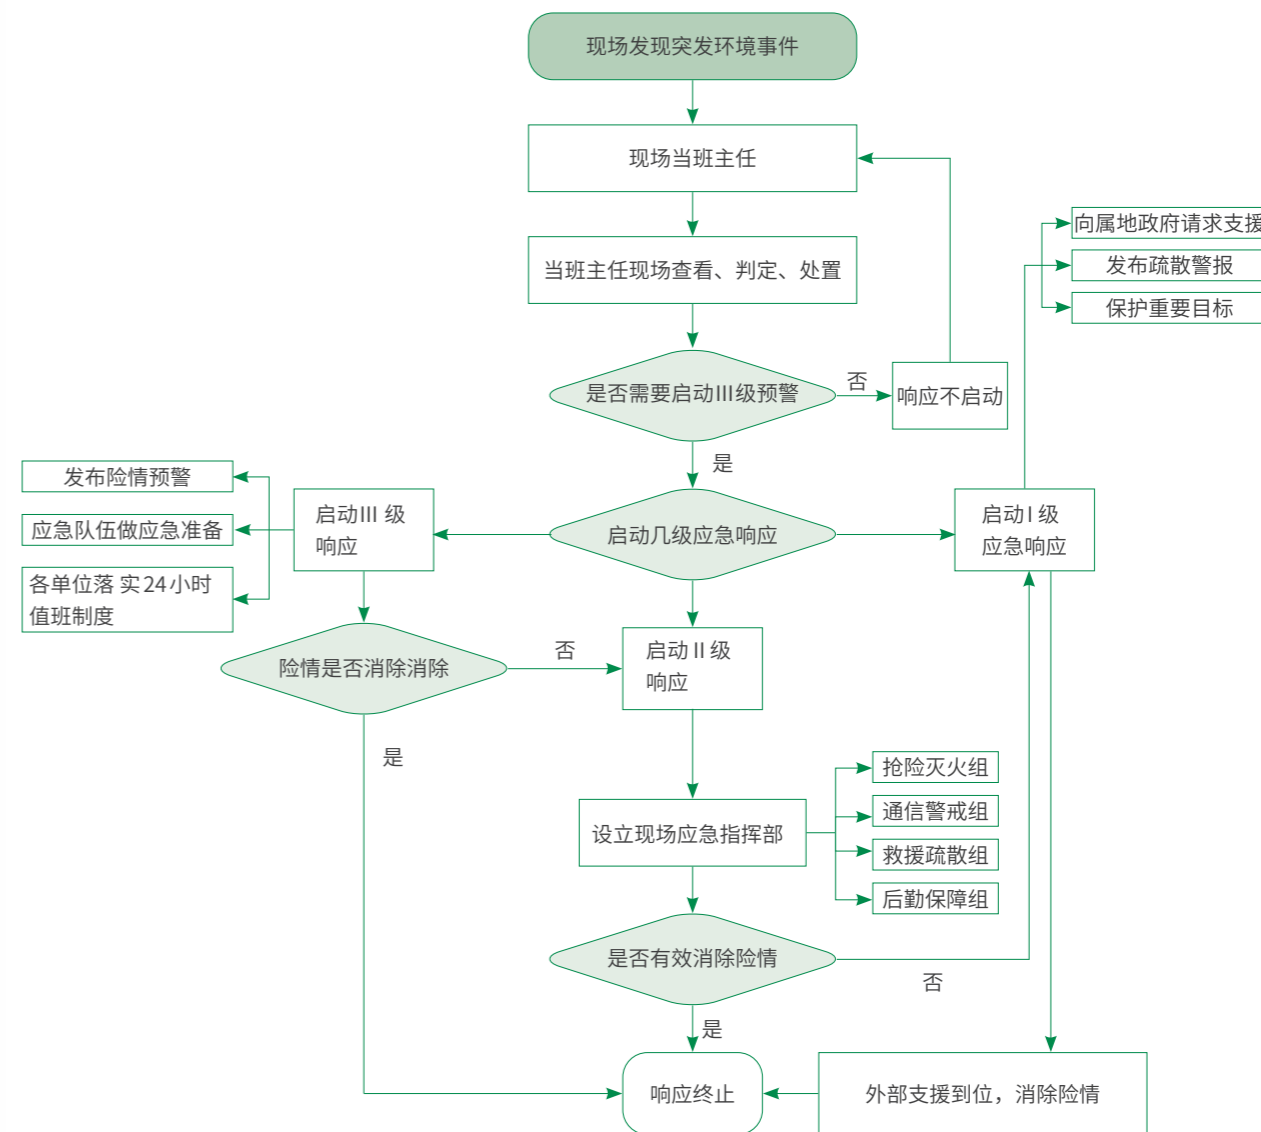 现场发现突发环境事件
现场当班主任
当班主任现场查看、判定、处置
向属地政府请求支援
发布疏散警报
保护重要目标
是否需要启动III级预警
否
响应不启动
是
发布险情预警
应急队伍做应急准备
各单位落 实24小时
值班制度
启动III 级
响应
启动几级应急响应
启动I级
应急响应
险情是否消除消除
否
启动II级
响应
是
设立现场应急指挥部
抢险灭火组
通信警戒组
救援疏散组
后勤保障组
是否有效消除险情
否
是
响应终止
外部支援到位，消除险情